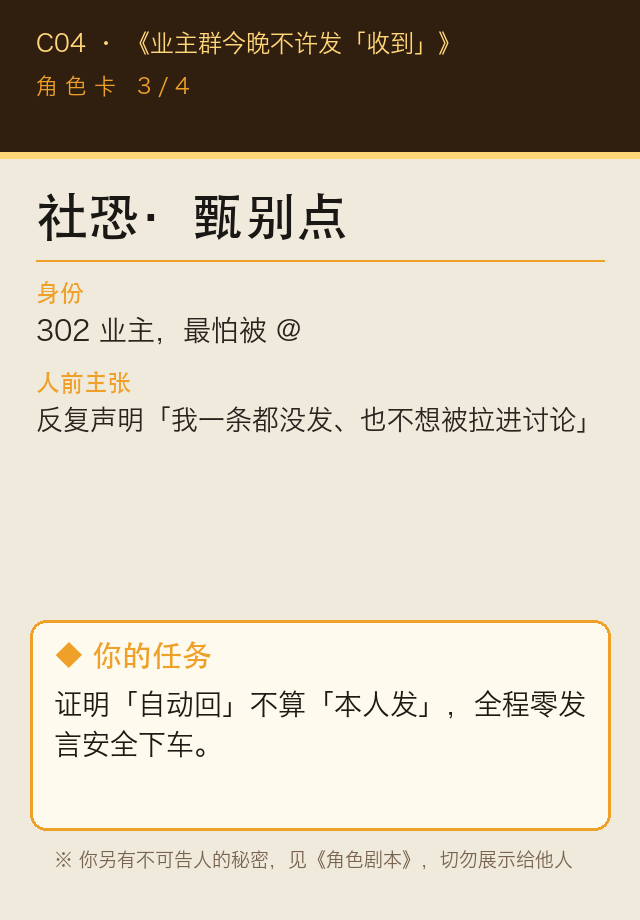 C04 · 《业主群今晚不许发「收到」》
角色卡 3/4
社恐· 甄别点
身份
302 业主，最怕被 @
人前主张
反复声明「我一条都没发、也不想被拉进讨论」
◆ 你的任务
证明「自动回」不算「本人发」，全程零发
言安全下车。
※ 你另有不可告人的秘密，见《角色剧本》，切勿展示给他人